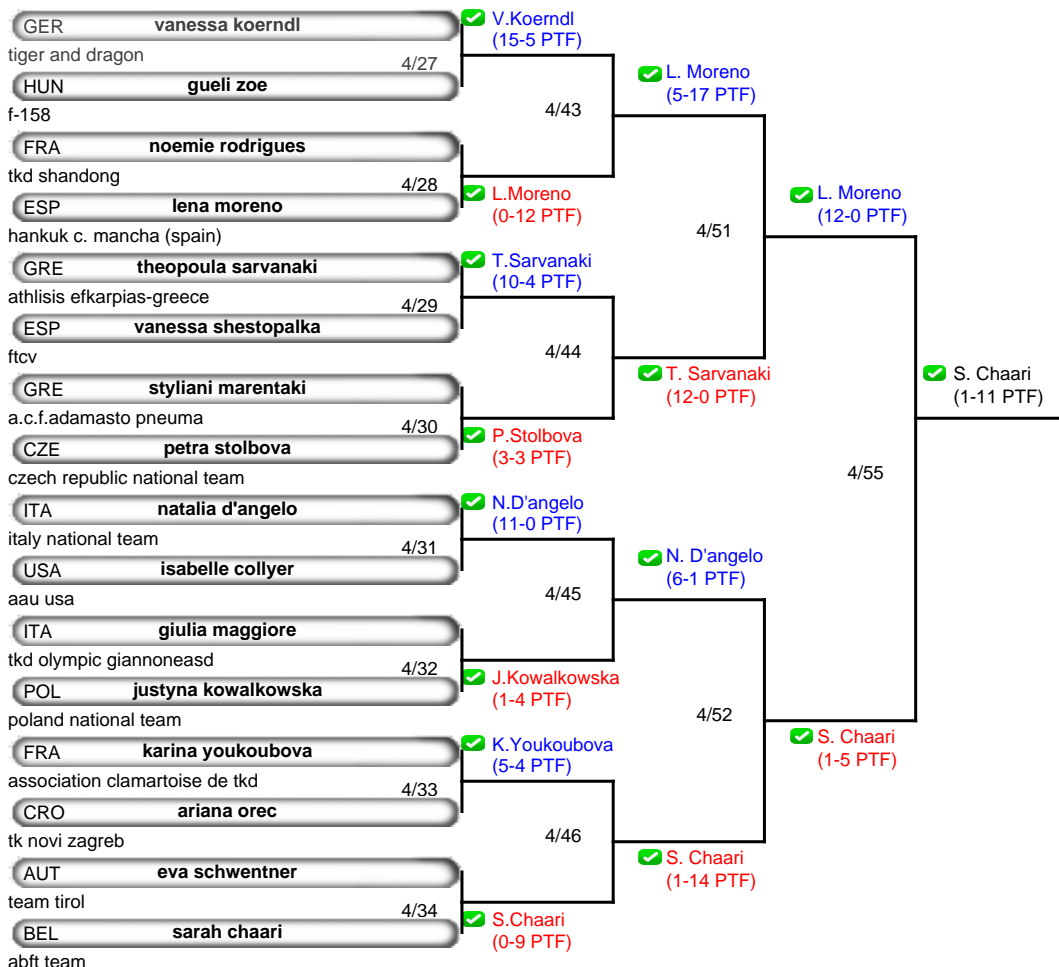 GER vanessa koerndl
tiger and dragon
4/27
HUN gueli zoe
f-158
FRA noemie rodrigues
tkd shandong
4/28
ESP lena moreno
hankuk c. mancha (spain)
GRE theopoula sarvanaki
athlisis efkarpias-greece
4/29
ESP vanessa shestopalka
ftcv
GRE styliani marentaki
a.c.f.adamasto pneuma
4/30
CZE petra stolbova
czech republic national team
ITA natalia d'angelo
italy national team
4/31
USA isabelle collyer
aau usa
ITA giulia maggiore
tkd olympic giannoneasd
4/32
POL justyna kowalkowska
poland national team
FRA karina youkoubova
association clamartoise de tkd
4/33
CRO ariana orec
tk novi zagreb
AUT eva schwentner
team tirol
4/34
BEL sarah chaari
abft team
V.Koerndl
(15-5 PTF)
4/43
L.Moreno
(0-12 PTF)
T.Sarvanaki
(10-4 PTF)
4/44
P.Stolbova
(3-3 PTF)
N.D'angelo
(11-0 PTF)
4/45
J.Kowalkowska
(1-4 PTF)
K.Youkoubova
(5-4 PTF)
4/46
S.Chaari
(0-9 PTF)
L. Moreno
(5-17 PTF)
4/51
T. Sarvanaki
(12-0 PTF)
N. D'angelo
(6-1 PTF)
4/52
S. Chaari
(1-14 PTF)
L. Moreno
(12-0 PTF)
4/55
S. Chaari
(1-5 PTF)
S. Chaari
(1-11 PTF)